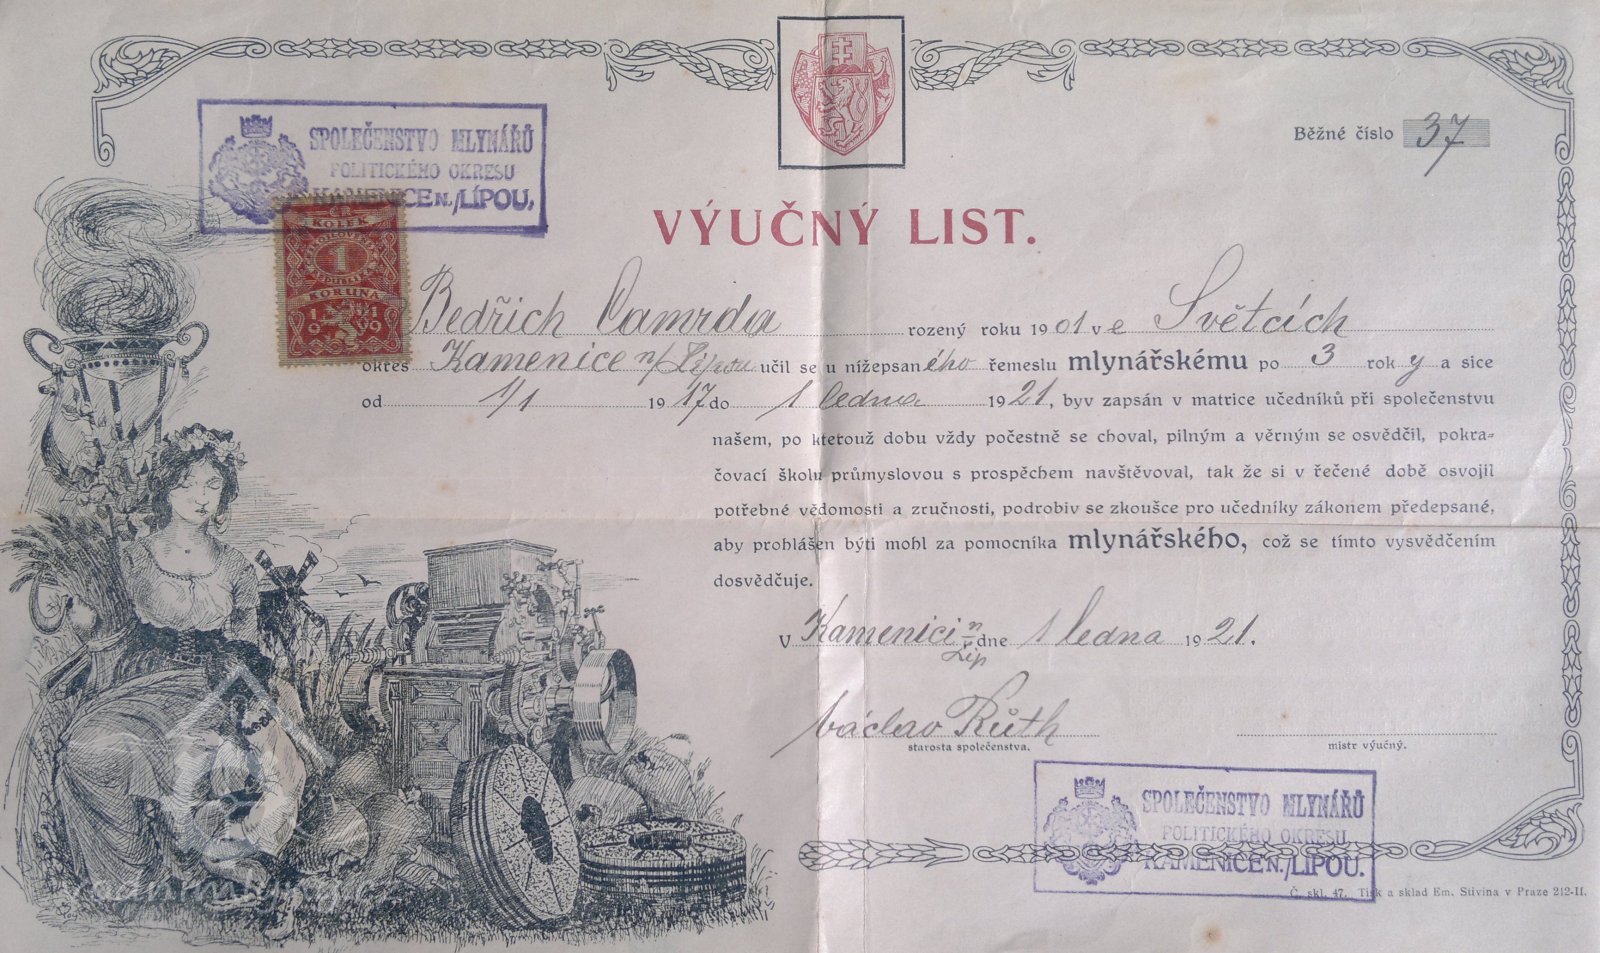 SPOLEČENSTVO MLYNÁŘŮ
POLITICKÉHO OKRESU
KAMENICE N./LÍPOU.
Běžné číslo 37
VÝUČNÝ LIST.
KOLEK
1
KORUNA
1919
Bedřich rozený roku 1901 v e Světcích
okres Kamenice n/Lipou učil se u nížepsaného řemeslu mlynářskému po 3 roky a sice
od 1/1 1917 do 1 ledna 1921, byv zapsán v matrice učedníků při společenstvu
našem, po kterouž dobu vždy počestně se choval, pilným a věrným se osvědčil, pokra-
čovací školu průmyslovou s prospěchem navštěvoval, tak že si v řečené době osvojil
potřebné vědomosti a zručnosti, podrobiv se zkoušce pro učedníky zákonem předepsané,
aby prohlášen býti mohl za pomocníka mlynářského, což se tímto vysvědčením
dosvědčuje.
V Kamenici n Lip dne 1 ledna 1921.
Václav Růth
starosta společenstva. mistr výučný.
SPOLEČENSTVO MLYNÁŘŮ
POLITICKÉHO OKRESU
KAMENICE N./LÍPOU.
Č. skl. 47. Tisk a sklad Em. Stivína v Praze 212-II.